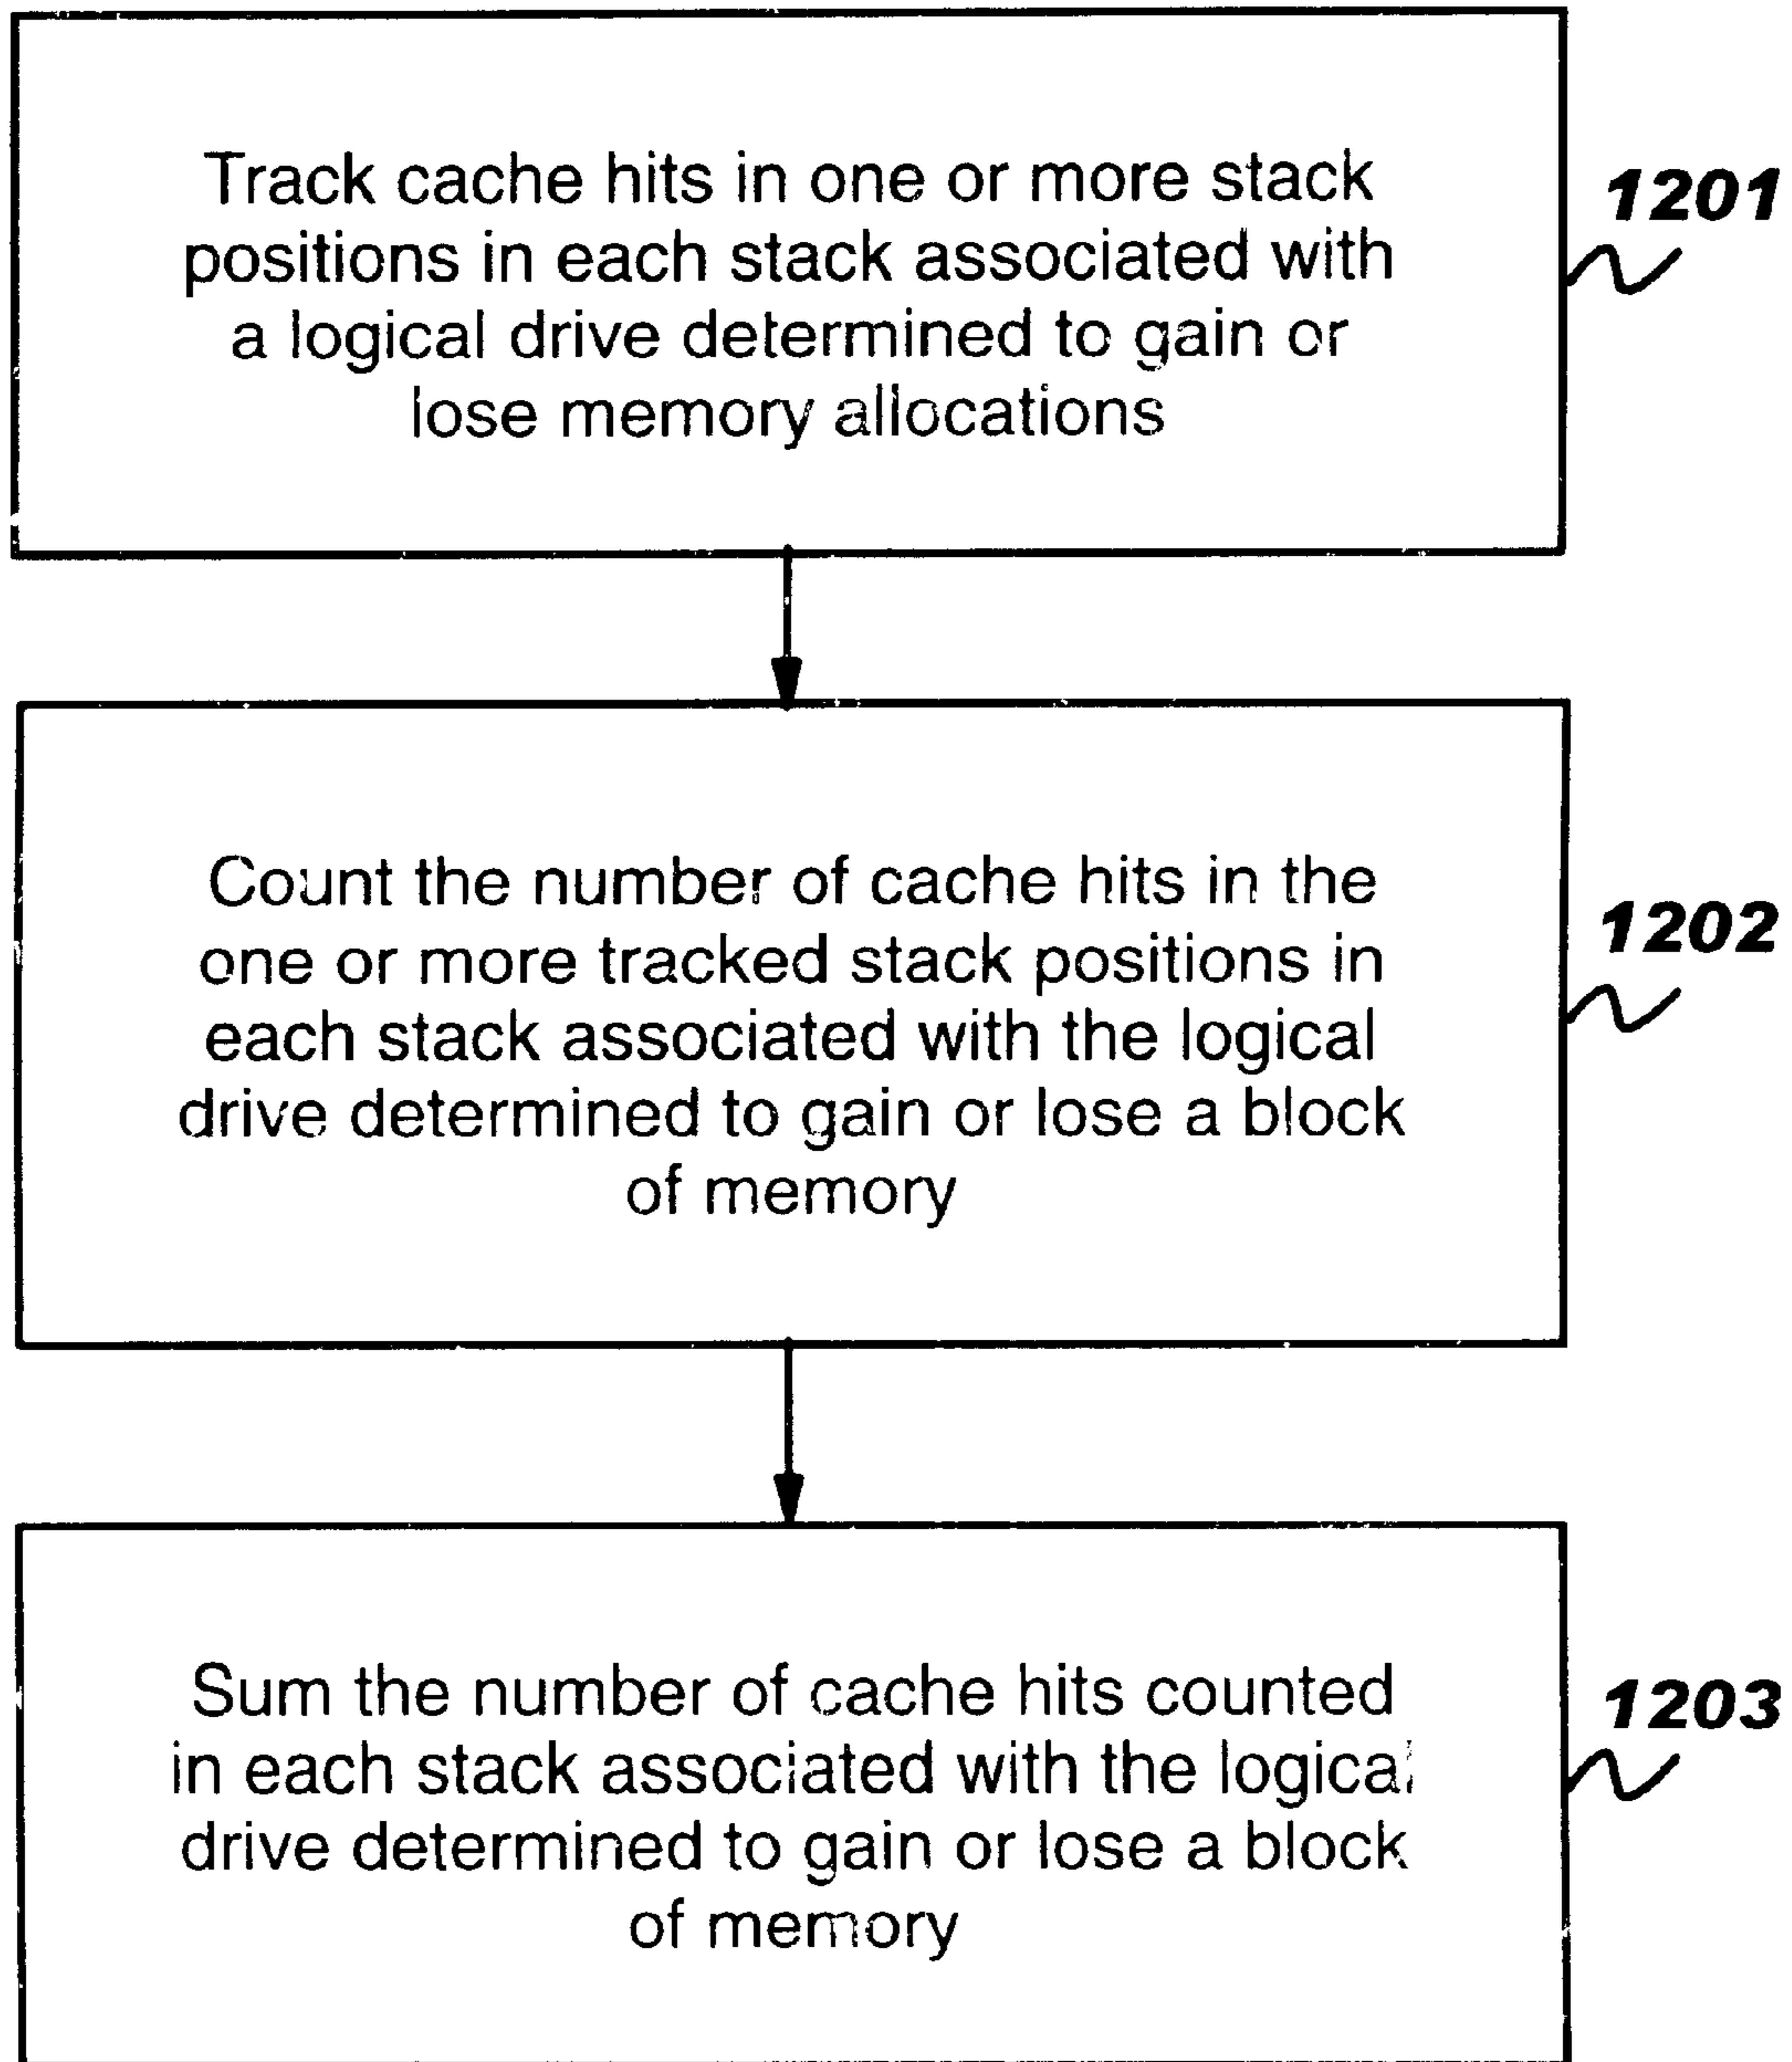 Track cache hits in one or more stack
positions in each stack associated with
a logical drive determined to gain or
lose memory allocations
1201
Count the number of cache hits in the
one or more tracked stack positions in
each stack associated with the logical
drive determined to gain or lose a block
of memory
1202
Sum the number of cache hits counted
in each stack associated with the logical
drive determined to gain or lose a block
of memory
1203